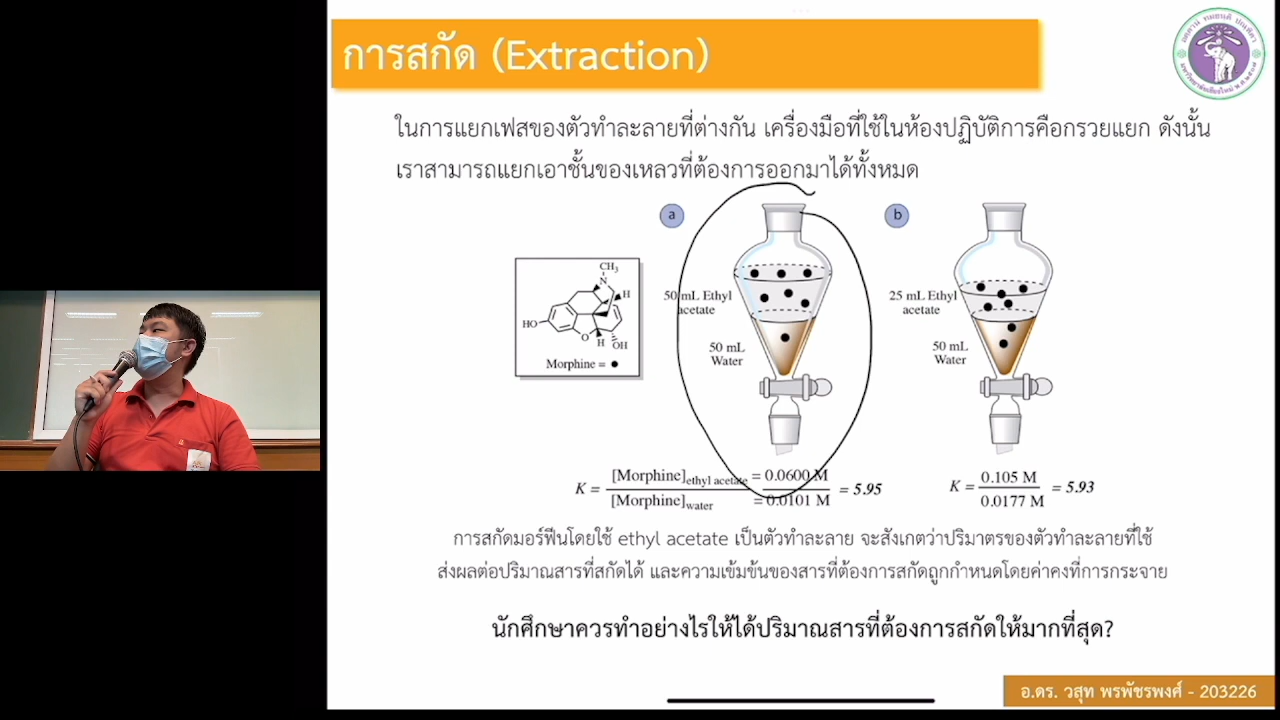 การสกัด (Extraction)
ในการแยกเฟสของตัวทำละลายที่ต่างกัน เครื่องมือที่ใช้ในห้องปฏิบัติการคือกรวยแยก ดังนั้น
เราสามารถแยกเอาชั้นของเหลวที่ต้องการออกมาได้ทั้งหมด
a
b
CH3
N
H
HO
O
H
OH
Morphine = ●
50 mL Ethyl
acetate
50 mL
Water
25 mL Ethyl
acetate
50 mL
Water
K = [Morphine]ethyl acetate = 0.0600 M
[Morphine]water = 0.0101 M
= 5.95
K = 0.105 M
0.0177 M
= 5.93
การสกัดมอร์ฟีนโดยใช้ ethyl acetate เป็นตัวทำละลาย จะสังเกตว่าปริมาตรของตัวทำละลายที่ใช้
ส่งผลต่อปริมาณสารที่สกัดได้ และความเข้มข้นของสารที่ต้องการสกัดถูกกำหนดโดยค่าคงที่การกระจาย
นักศึกษาควรทำอย่างไรให้ได้ปริมาณสารที่ต้องการสกัดให้มากที่สุด?
อ.ดร. วสุท พรพัชรพงศ์ - 203226